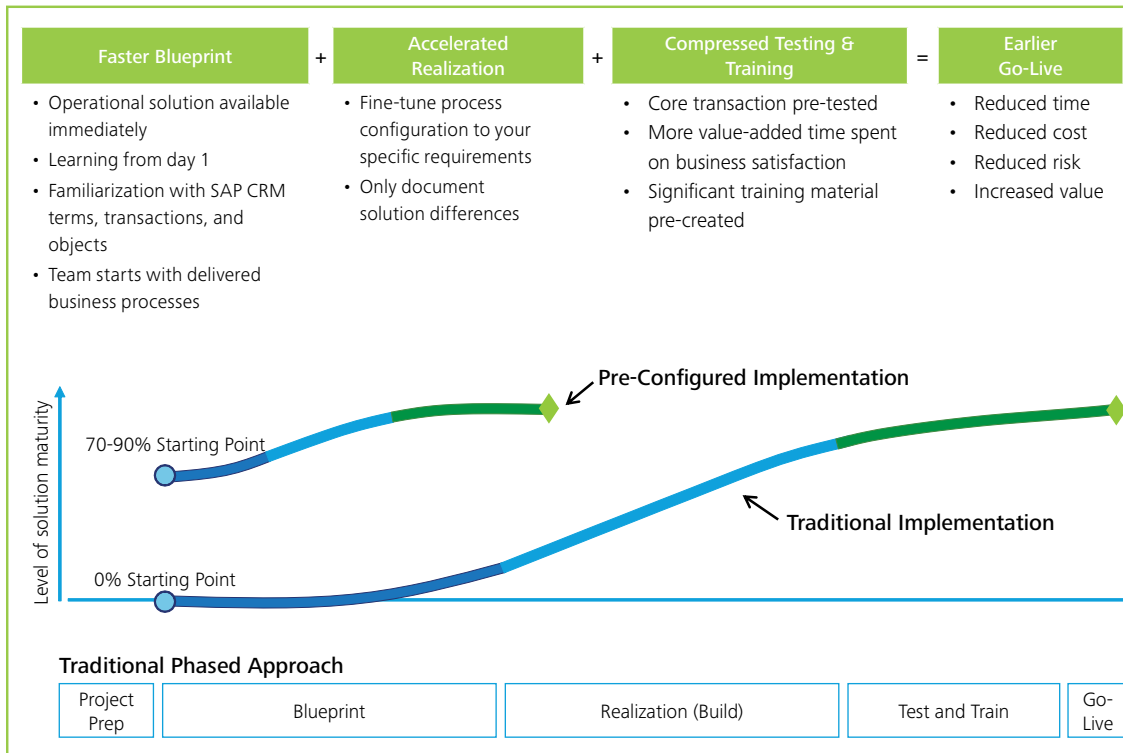 Faster Blueprint
+
Accelerated
Realization
+
Compressed Testing &
Training
=
Earlier
Go-Live
• Operational solution available
immediately
• Learning from day 1
• Familiarization with SAP CRM
terms, transactions, and
objects
• Team starts with delivered
business processes
• Fine-tune process
configuration to your
specific requirements
• Only document
solution differences
• Core transaction pre-tested
• More value-added time spent
on business satisfaction
• Significant training material
pre-created
• Reduced time
• Reduced cost
• Reduced risk
• Increased value
Level of solution maturity
Pre-Configured Implementation
70-90% Starting Point
Traditional Implementation
0% Starting Point
Traditional Phased Approach
Project
Prep
Blueprint
Realization (Build)
Test and Train
Go-
Live